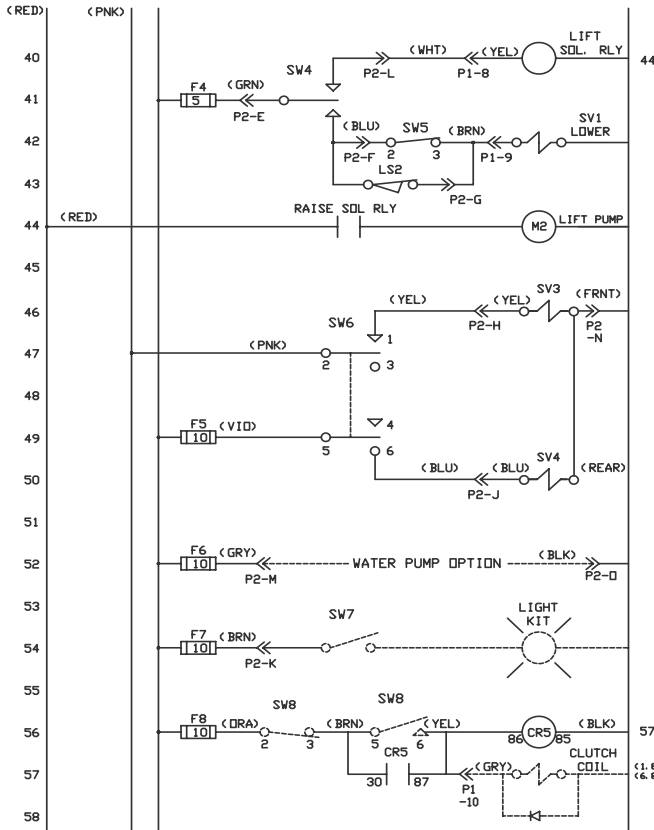 (RED) (PNK)
LIFT
SOL. RLY
40 P2-L (WHT) P1-8 (YEL) 44
SW4
41 F4 5 (GRN) P2-E
SV1
LOWER
42 (BLU) P2-F SW5 2 3 (BRN) P1-9
43 LS2 P2-G
RAISE SOL RLY
44 (RED) M2 LIFT PUMP
45
46 (YEL) P2-H (YEL) SV3 (FRNT) P2
-N
SW6 1
47 (PNK) 2 3
48
4
49 F5 10 (VIO) 5 6
SV4
50 (BLU) P2-J (BLU) (REAR)
51
52 F6 10 (GRY) P2-M WATER PUMP OPTION (BLK) P2-O
53
LIGHT
KIT
SW7
54 F7 10 (BRN) P2-K
55
SW8 SW8
56 F8 10 (ORA) 2 3 (BRN) 5 6 (YEL) 86 CR5 85 (BLK) 57
CR5
CLUTCH
COIL
57 30 87 P1
-10 (GRY) (1.8
(6.8
58